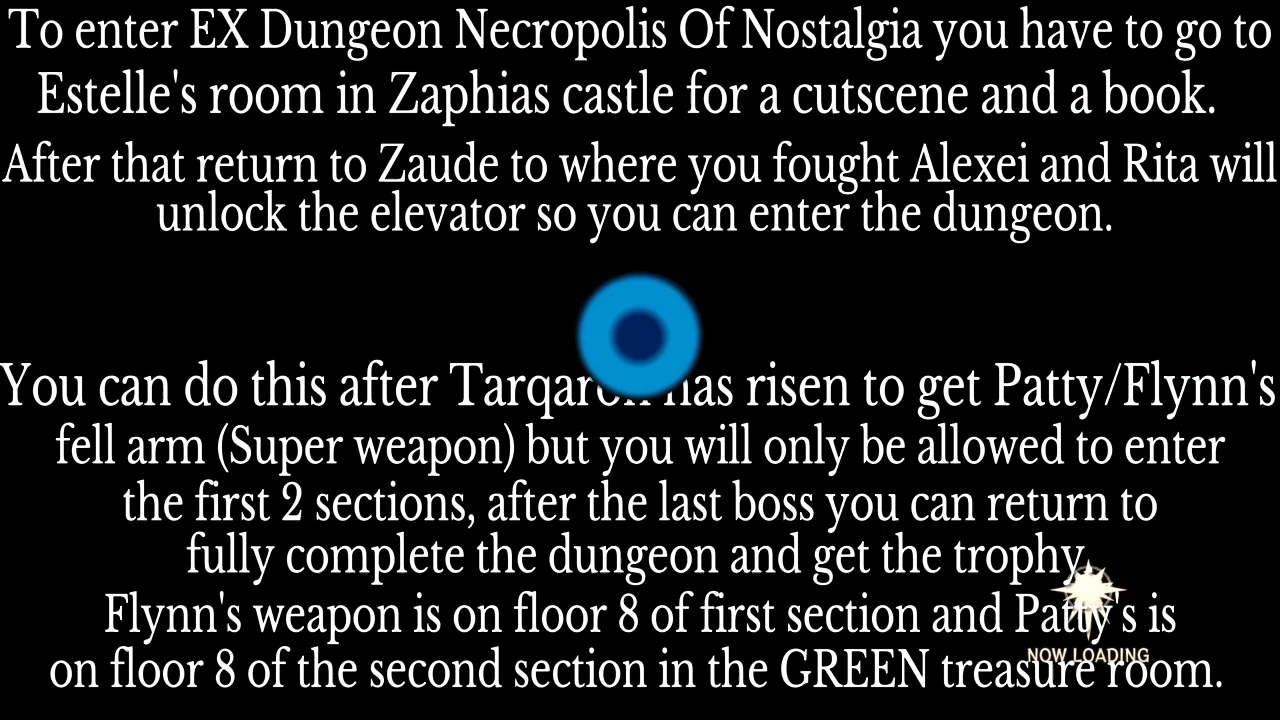 To enter EX Dungeon Necropolis Of Nostalgia you have to go to
Estelle's room in Zaphias castle for a cutscene and a book.
After that return to Zaude to where you fought Alexei and Rita will
unlock the elevator so you can enter the dungeon.
You can do this after Tarqaron has risen to get Patty/Flynn's
fell arm (Super weapon) but you will only be allowed to enter
the first 2 sections, after the last boss you can return to
fully complete the dungeon and get the trophy.
Flynn's weapon is on floor 8 of first section and Patty's is
on floor 8 of the second section in the GREEN treasure room.
NOW LOADING